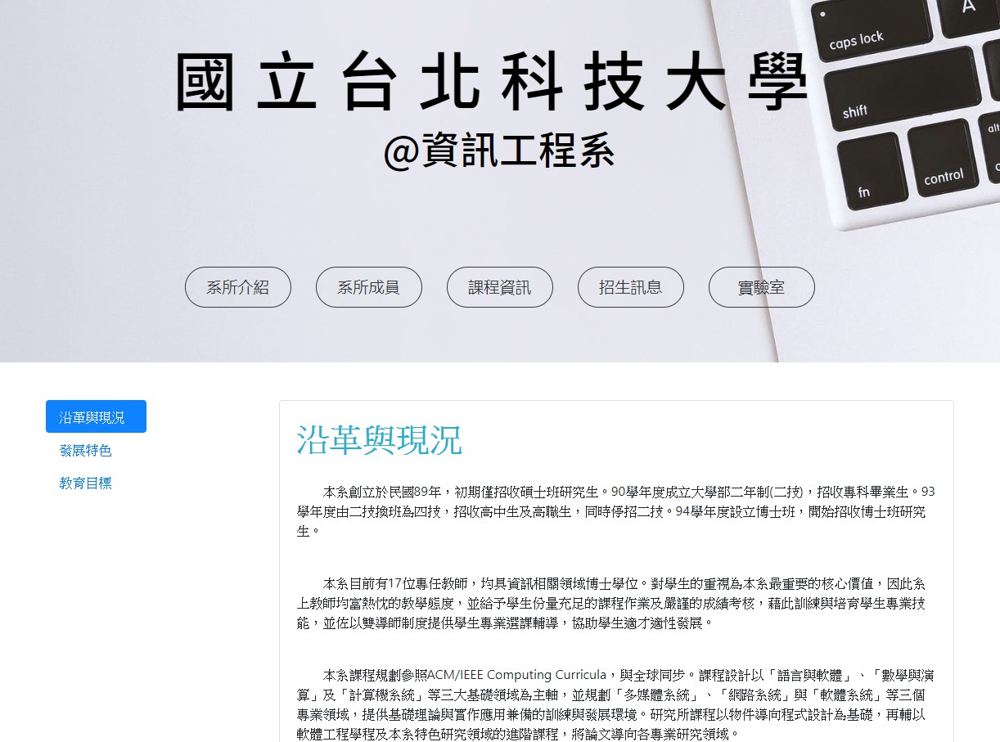 國立台北科技大學
@資訊工程系
caps lock
A
shift
alt
fn
control
系所介紹
系所成員
課程資訊
招生訊息
實驗室
沿革與現況
發展特色
教育目標
沿革與現況
本系創立於民國89年，初期僅招收碩士班研究生。90學年度成立大學部二年制(二技)，招收專科畢業生。93
學年度由二技換班為四技，招收高中生及高職生，同時停招二技。94學年度設立博士班，開始招收博士班研究
生。
本系目前有17位專任教師，均具資訊相關領域博士學位。對學生的重視為本系最重要的核心價值，因此系
上教師均富熱忱的教學態度，並給予學生份量充足的課程作業及嚴謹的成績考核，藉此訓練與培育學生專業技
能，並佐以雙導師制度提供學生專業選課輔導，協助學生適才適性發展。
本系課程規劃參照ACM/IEEE Computing Curricula，與全球同步。課程設計以「語言與軟體」、「數學與演
算」及「計算機系統」等三大基礎領域為主軸，並規劃「多媒體系統」、「網路系統」與「軟體系統」等三個
專業領域，提供基礎理論與實作應用兼備的訓練與發展環境。研究所課程以物件導向程式設計為基礎，再輔以
軟體工程學程及本系特色研究領域的進階課程，將論文導向各專業研究領域。